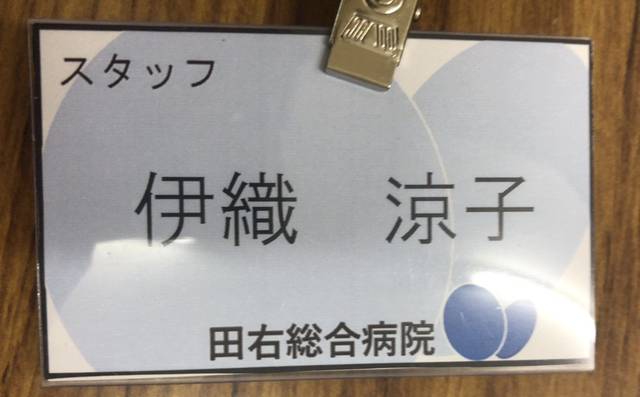 スタッフ
伊織　涼子
田右総合病院